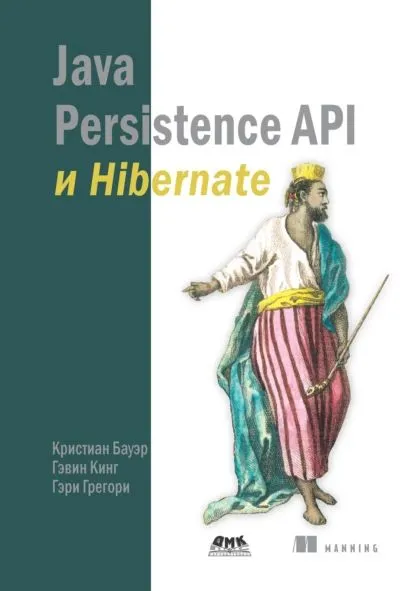 Java
Persistence API
и Hibernate
Кристиан Бауэр
Гэвин Кинг
Гэри Грегори
ДМК
MANNING